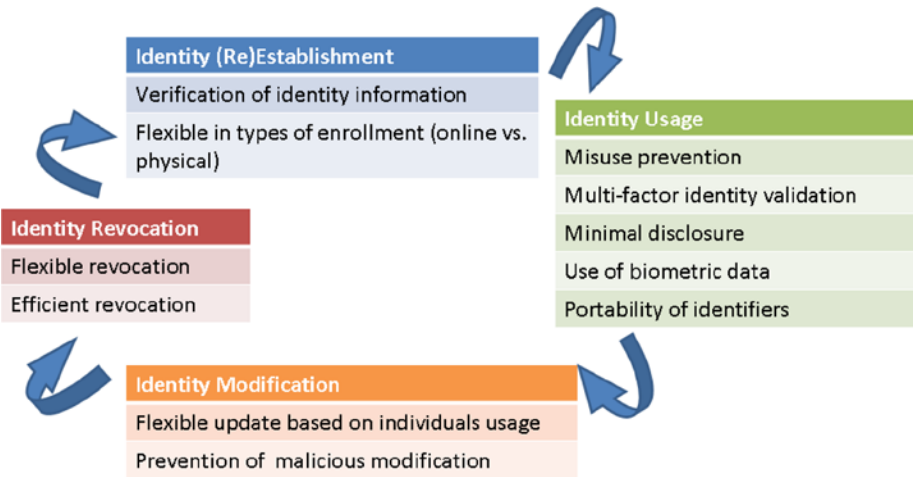 Identity (Re)Establishment
Verification of identity information
Flexible in types of enrollment (online vs.
physical)
Identity Usage
Misuse prevention
Multi-factor identity validation
Minimal disclosure
Use of biometric data
Portability of identifiers
Identity Modification
Flexible update based on individuals usage
Prevention of malicious modification
Identity Revocation
Flexible revocation
Efficient revocation